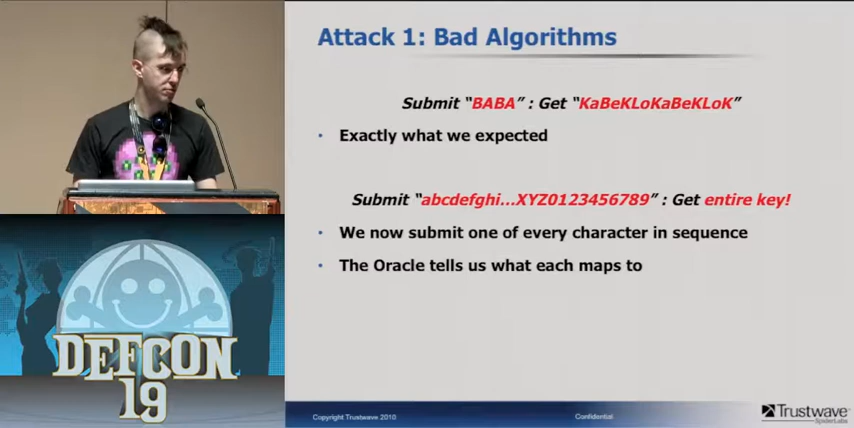 Attack 1: Bad Algorithms
Submit “BABA” : Get “KaBeKLoKaBeKLoK”
• Exactly what we expected
Submit “abcdefghi...XYZ0123456789” : Get entire key!
• We now submit one of every character in sequence
• The Oracle tells us what each maps to
DEFCON
19
Copyright Trustwave 2010
Confidential
Trustwave
SpiderLabs